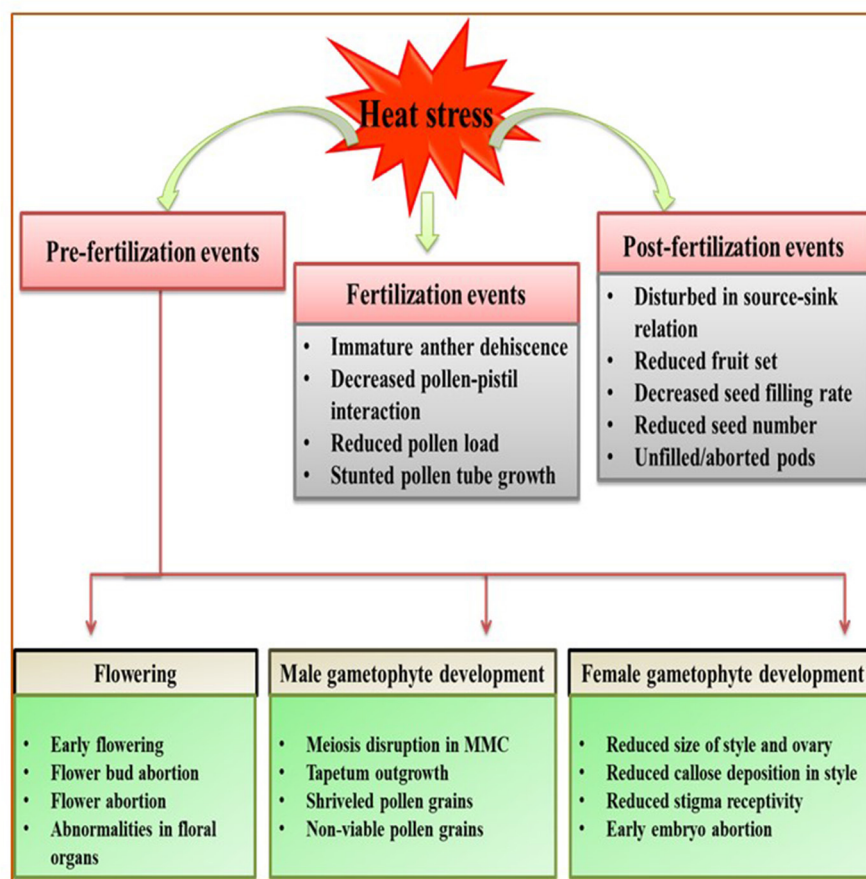 Heat stress
Pre-fertilization events
Fertilization events
• Immature anther dehiscence
• Decreased pollen-pistil
interaction
• Reduced pollen load
• Stunted pollen tube growth
Post-fertilization events
• Disturbed in source-sink
relation
• Reduced fruit set
• Decreased seed filling rate
• Reduced seed number
• Unfilled/aborted pods
Flowering
• Early flowering
• Flower bud abortion
• Flower abortion
• Abnormalities in floral
organs
Male gametophyte development
• Meiosis disruption in MMC
• Tapetum outgrowth
• Shriveled pollen grains
• Non-viable pollen grains
Female gametophyte development
• Reduced size of style and ovary
• Reduced callose deposition in style
• Reduced stigma receptivity
• Early embryo abortion